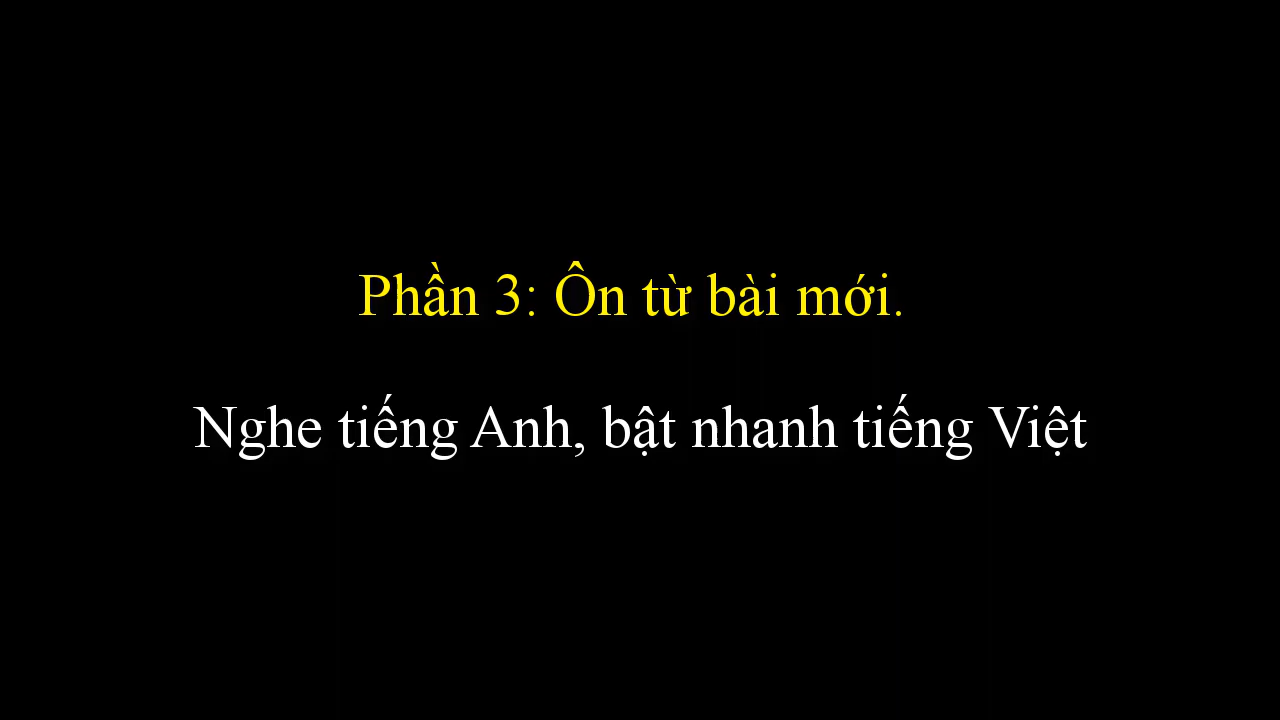 Phần 3: Ôn từ bài mới.
Nghe tiếng Anh, bật nhanh tiếng Việt